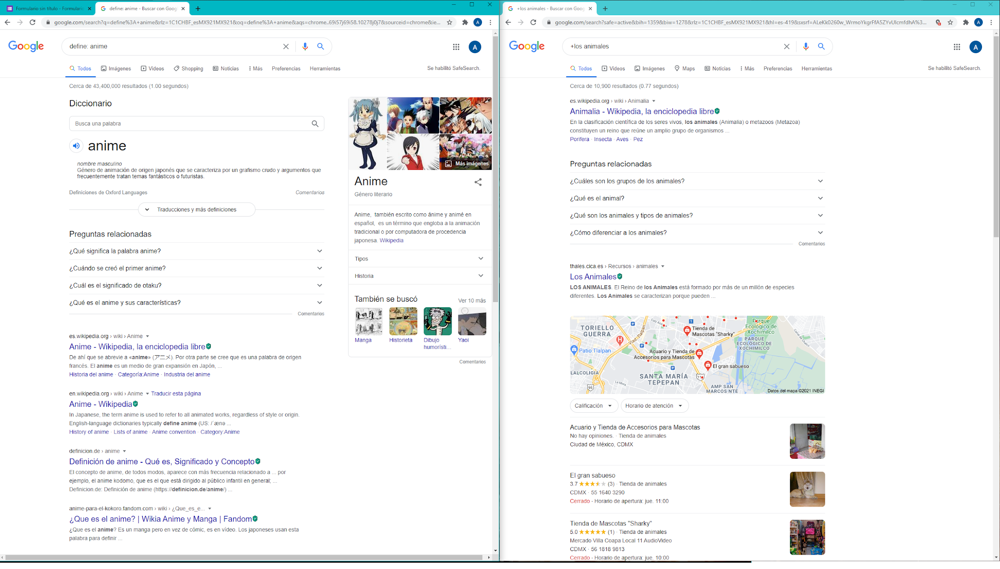 Formulario sin título - Formulario
define: anime - Buscar con Goog
google.com/search?q=define%3A+anime&rlz=1C1CHBF_esMX921MX921&oq=define%3A+anime&aqs=chrome..69i57j69i58.10278j0j7&sourceid=chrome&ie...
A
Google
define: anime
A
Todos
Imágenes
Videos
Shopping
Noticias
Más
Preferencias
Herramientas
Se habilitó SafeSearch.
Cerca de 43,400,000 resultados (1.00 segundos)
Diccionario
Busca una palabra
anime
nombre masculino
Género de animación de origen japonés que se caracteriza por un grafismo crudo y argumentos que
frecuentemente tratan temas fantásticos o futuristas.
Definiciones de Oxford Languages
Comentarios
Traducciones y más definiciones
Preguntas relacionadas
¿Qué significa la palabra anime?
¿Cuándo se creó el primer anime?
¿Cuál es el significado de otaku?
¿Qué es el anime y sus características?
Comentarios
es.wikipedia.org › wiki › Anime
Anime - Wikipedia, la enciclopedia libre
De ahí que se abrevie a «anime» (アニメ). Por otra parte se cree que es una palabra de origen
francés. El anime es un medio de gran expansión en Japón, ...
Historia del anime · Categoría:Anime · Industria del anime
en.wikipedia.org › wiki › Anime Traducir esta página
Anime - Wikipedia
In Japanese, the term anime is used to refer to all animated works, regardless of style or origin.
English-language dictionaries typically define anime (US: /ˈænə ...
History of anime · Lists of anime · Anime convention · Category:Anime
definicion.de › anime
Definición de anime - Qué es, Significado y Concepto
El concepto de anime, de todos modos, aparece con más frecuencia relacionado a ... por
ejemplo, el anime kodomo, que es el que está dirigido al público infantil en general; ...
Definicion.de: Definición de anime (https://definicion.de/anime/) ...
anime-para-el-kokoro.fandom.com › wiki › ¿Que_es_e...
¿Que es el anime? | Wikia Anime y Manga | Fandom
¿Que es el anime? Es un manga pero en vez de cómic, es en vídeo. Los japoneses usan esta
palabra para definir ...
Más imágenes
Anime
Género literario
Anime, también escrito como ánime y animé en
español, es un término que engloba a la animación
tradicional o por computadora de procedencia
japonesa. Wikipedia
Tipos
Historia
También se buscó
Ver 10 más
Manga
Historieta
Dibujo
humorísti...
Yaoi
Comentarios
+los animales - Buscar con Goog
google.com/search?safe=active&bih=1359&biw=1278&rlz=1C1CHBF_esMX921MX921&hl=es-419&sxsrf=ALeKk0260w_WrmoYkgrFfA5ZYvUlcmfdhA%3...
A
Google
+los animales
A
Todos
Videos
Imágenes
Maps
Noticias
Más
Preferencias
Herramientas
Se habilitó SafeSearch.
Cerca de 10,900 resultados (0.77 segundos)
es.wikipedia.org › wiki › Animalia
Animalia - Wikipedia, la enciclopedia libre
En la clasificación científica de los seres vivos, los animales (Animalia) o metazoos (Metazoa)
constituyen un reino que reúne un amplio grupo de organismos ...
Porifera · Insecta · Aves · Pez
Preguntas relacionadas
¿Cuáles son los grupos de los animales?
¿Qué es el animal?
¿Qué son los animales y tipos de animales?
¿Cómo diferenciar a los animales?
Comentarios
thales.cica.es › Recursos › animales
Los Animales
LOS ANIMALES. El Reino de los Animales está formado por más de un millón de especies
diferentes. Los Animales se caracterizan porque pueden ...
TORIELLO
GUERRA
Calz Acoxpa
Viad. Tlalpan
1
H
Tienda de
Mascotas "Sharky"
Parque
Ecológico de
Xochimilco
Canal de Chalco
PARQUE
ECOLÓGICO DE
XOCHIMILCO
Patio Tlalpan
Acuario y Tienda de
Accesorios para Mascotas
El gran sabueso
LALCOLIGIA
SANTA MARÍA
TEPEPAN
La Mora
95
AMP SAN
MARCOS NTE
Datos del mapa ©2021 INEGI
Calificación
Horario de atención
Acuario y Tienda de Accesorios para Mascotas
No hay opiniones. · Tienda de animales
Ciudad de México, CDMX
El gran sabueso
3.7 ★★★★★ (3) · Tienda de animales
CDMX · 55 1640 3290
Cerrado · Horario de apertura: jue. 11:00
Tienda de Mascotas "Sharky"
5.0 ★★★★★ (1) · Tienda de animales
Mercado Villa Coapa Local 11 AudioVideo
CDMX · 56 1818 9813
Cerrado · Horario de apertura: jue. 10:00